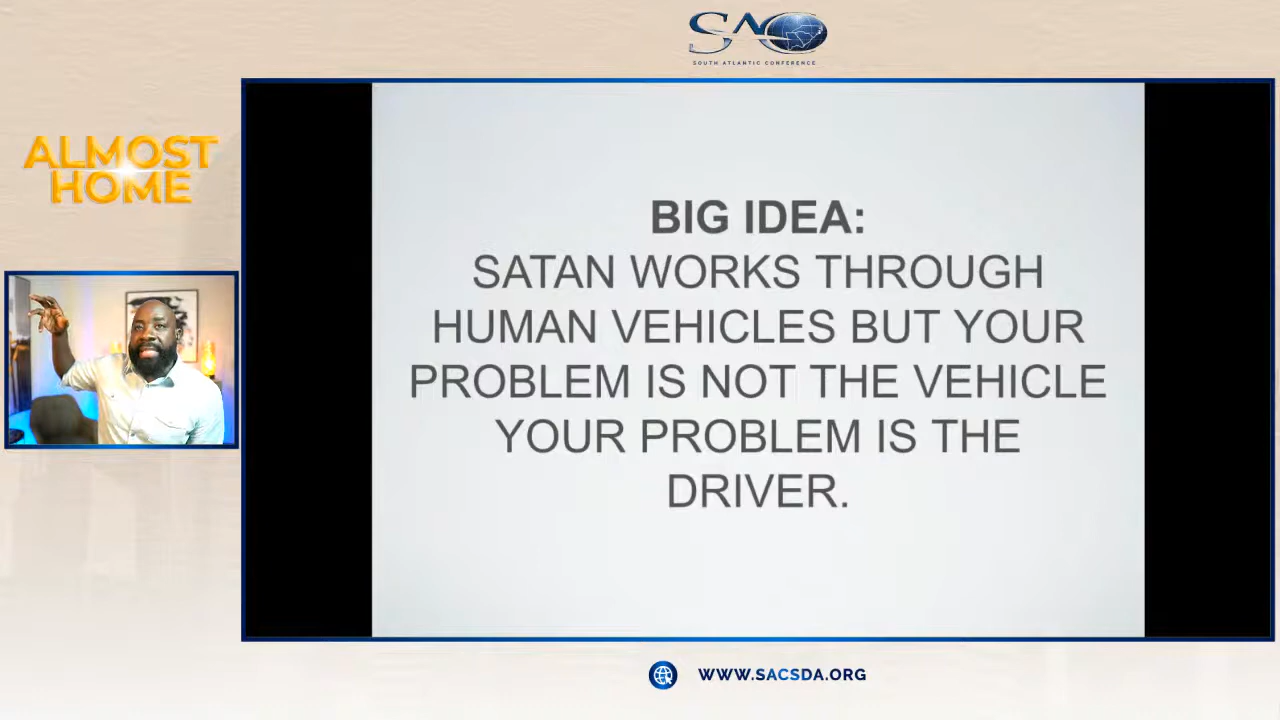 SAC
SOUTH ATLANTIC CONFERENCE
ALMOST
HOME
BIG IDEA:
SATAN WORKS THROUGH
HUMAN VEHICLES BUT YOUR
PROBLEM IS NOT THE VEHICLE
YOUR PROBLEM IS THE
DRIVER.
WWW.SACSDA.ORG